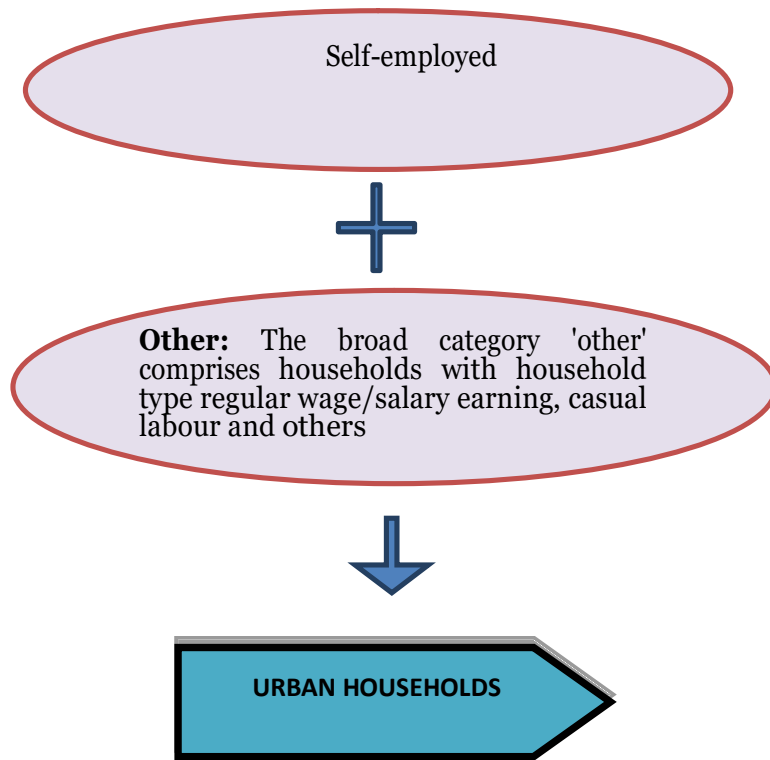 Self-employed
Other: The broad category 'other'
comprises households with household
type regular wage/salary earning, casual
labour and others
URBAN HOUSEHOLDS